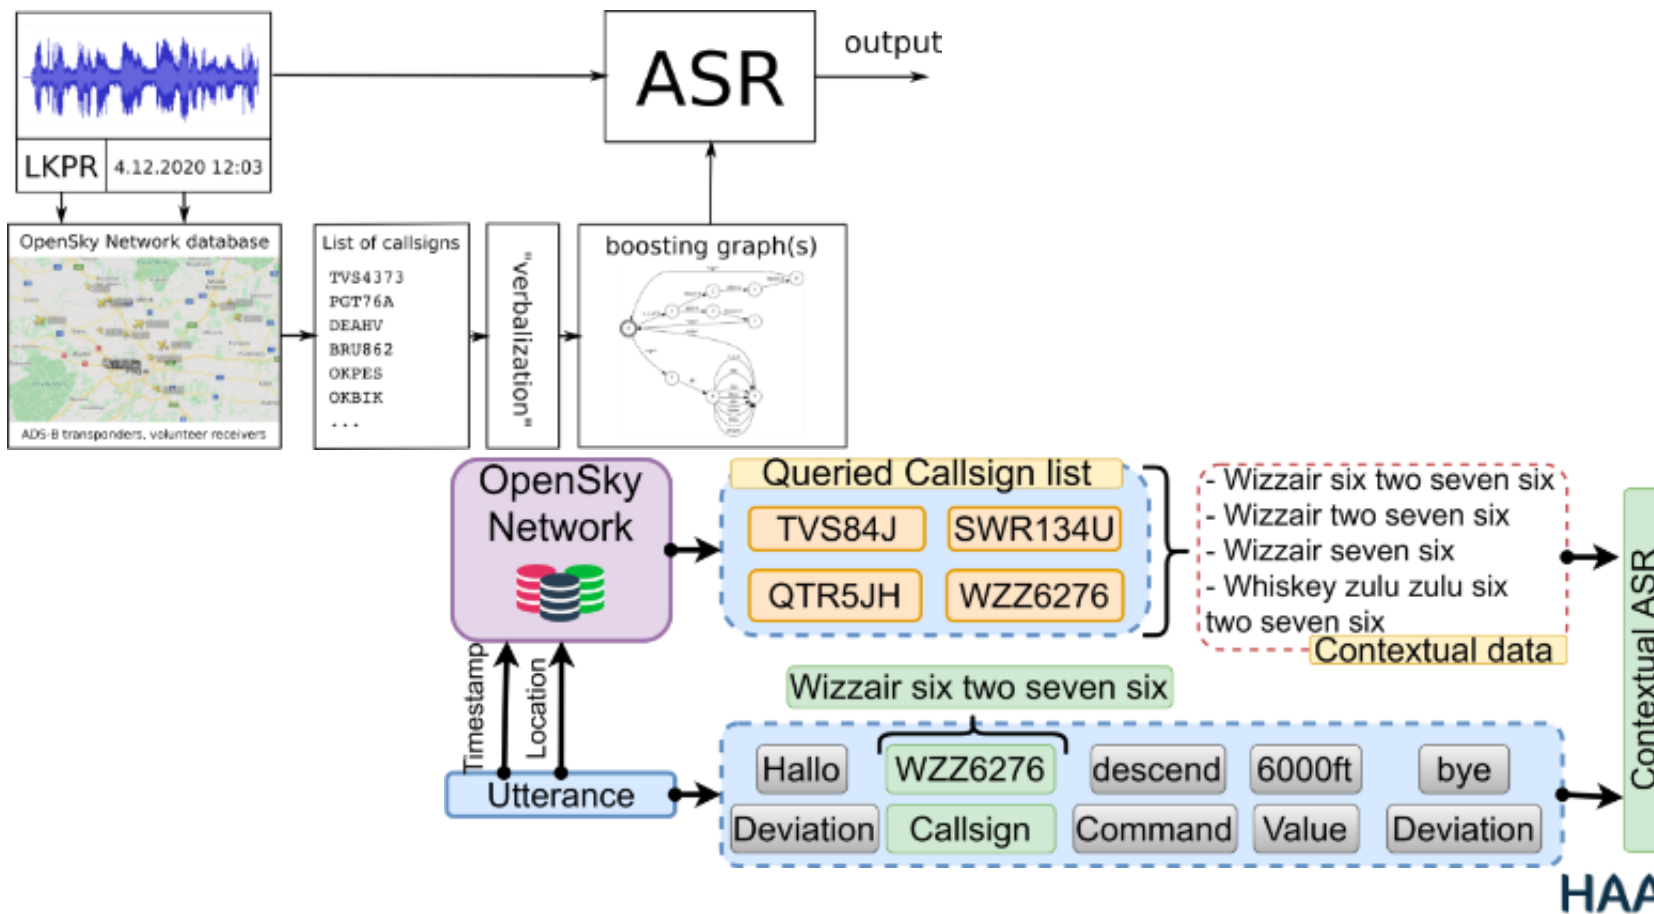 output
ASR
LKPR
4.12.2020 12:03
OpenSky Network database
ADS-B transponders, volunteer receivers
List of callsigns
TVS4373
PGT76A
DEAHV
BRU862
OKPES
OKBIK
...
"verbalization"
boosting graph(s)
OpenSky
Network
Queried Callsign list
TVS84J
SWR134U
QTR5JH
WZZ6276
- Wizzair six two seven six
- Wizzair two seven six
- Wizzair seven six
- Whiskey zulu zulu six
two seven six
Contextual data
Contextual ASR
Timestamp
Location
Wizzair six two seven six
Utterance
Hallo
WZZ6276
descend
6000ft
bye
Deviation
Callsign
Command
Value
Deviation
HAA